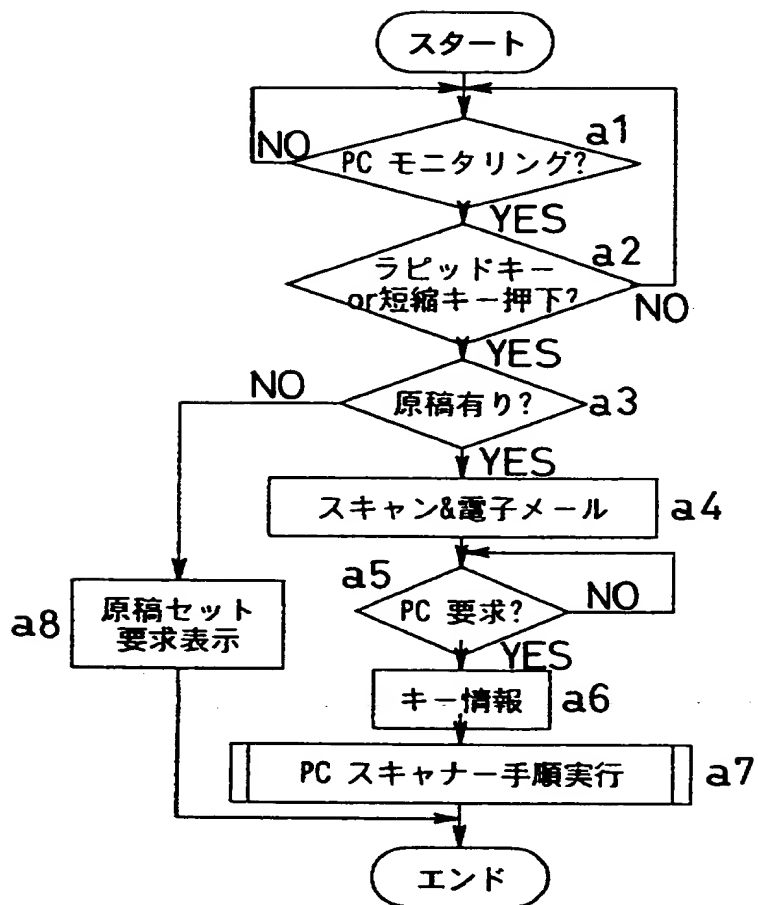 スタート
a1
NO
PC モニタリング?
YES
a2
ラピッドキー
or短縮キー押下?
NO
YES
NO
原稿有り?
a3
YES
スキャン&電子メール
a4
a5
PC 要求?
NO
a8
原稿セット
要求表示
YES
キー情報
a6
PC スキャナー手順実行
a7
エンド